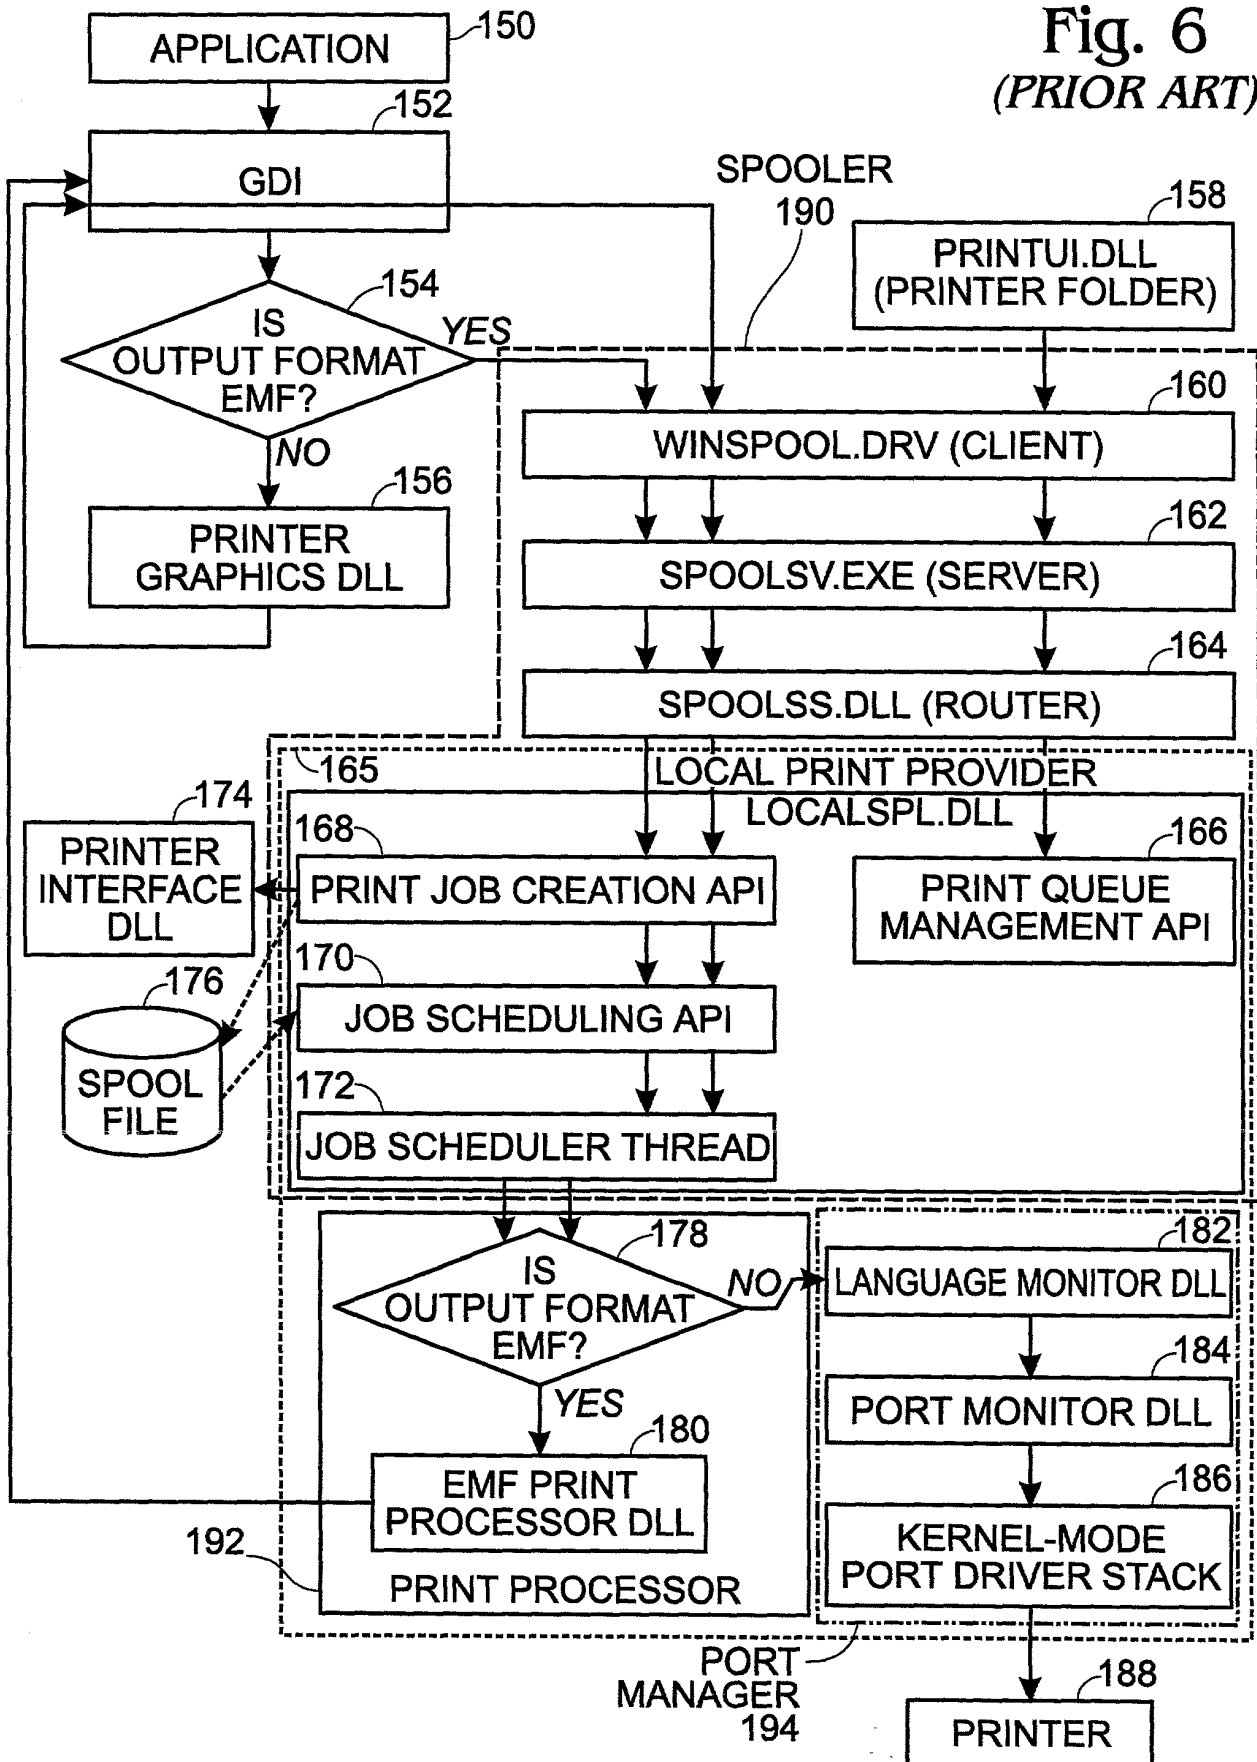 Fig. 6
(PRIOR ART)
150
APPLICATION
152
GDI
SPOOLER
190
158
PRINTUI.DLL
(PRINTER FOLDER)
154
IS
OUTPUT FORMAT
EMF?
YES
NO
160
WINSPOOL.DRV (CLIENT)
156
PRINTER
GRAPHICS DLL
162
SPOOLSV.EXE (SERVER)
164
SPOOLSS.DLL (ROUTER)
165
LOCAL PRINT PROVIDER
LOCALSPL.DLL
174
PRINTER
INTERFACE
DLL
168
PRINT JOB CREATION API
166
PRINT QUEUE
MANAGEMENT API
170
JOB SCHEDULING API
176
SPOOL
FILE
172
JOB SCHEDULER THREAD
178
IS
OUTPUT FORMAT
EMF?
NO
YES
182
LANGUAGE MONITOR DLL
184
PORT MONITOR DLL
180
EMF PRINT
PROCESSOR DLL
186
KERNEL-MODE
PORT DRIVER STACK
192
PRINT PROCESSOR
PORT
MANAGER
194
188
PRINTER